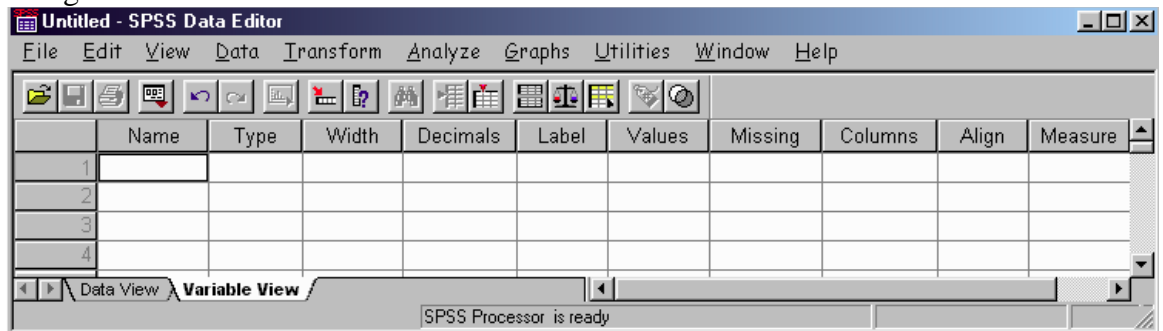 Untitled - SPSS Data Editor
File Edit View Data Transform Analyze Graphs Utilities Window Help
Name Type Width Decimals Label Values Missing Columns Align Measure
1
2
3
4
Data View Variable View
SPSS Processor is ready